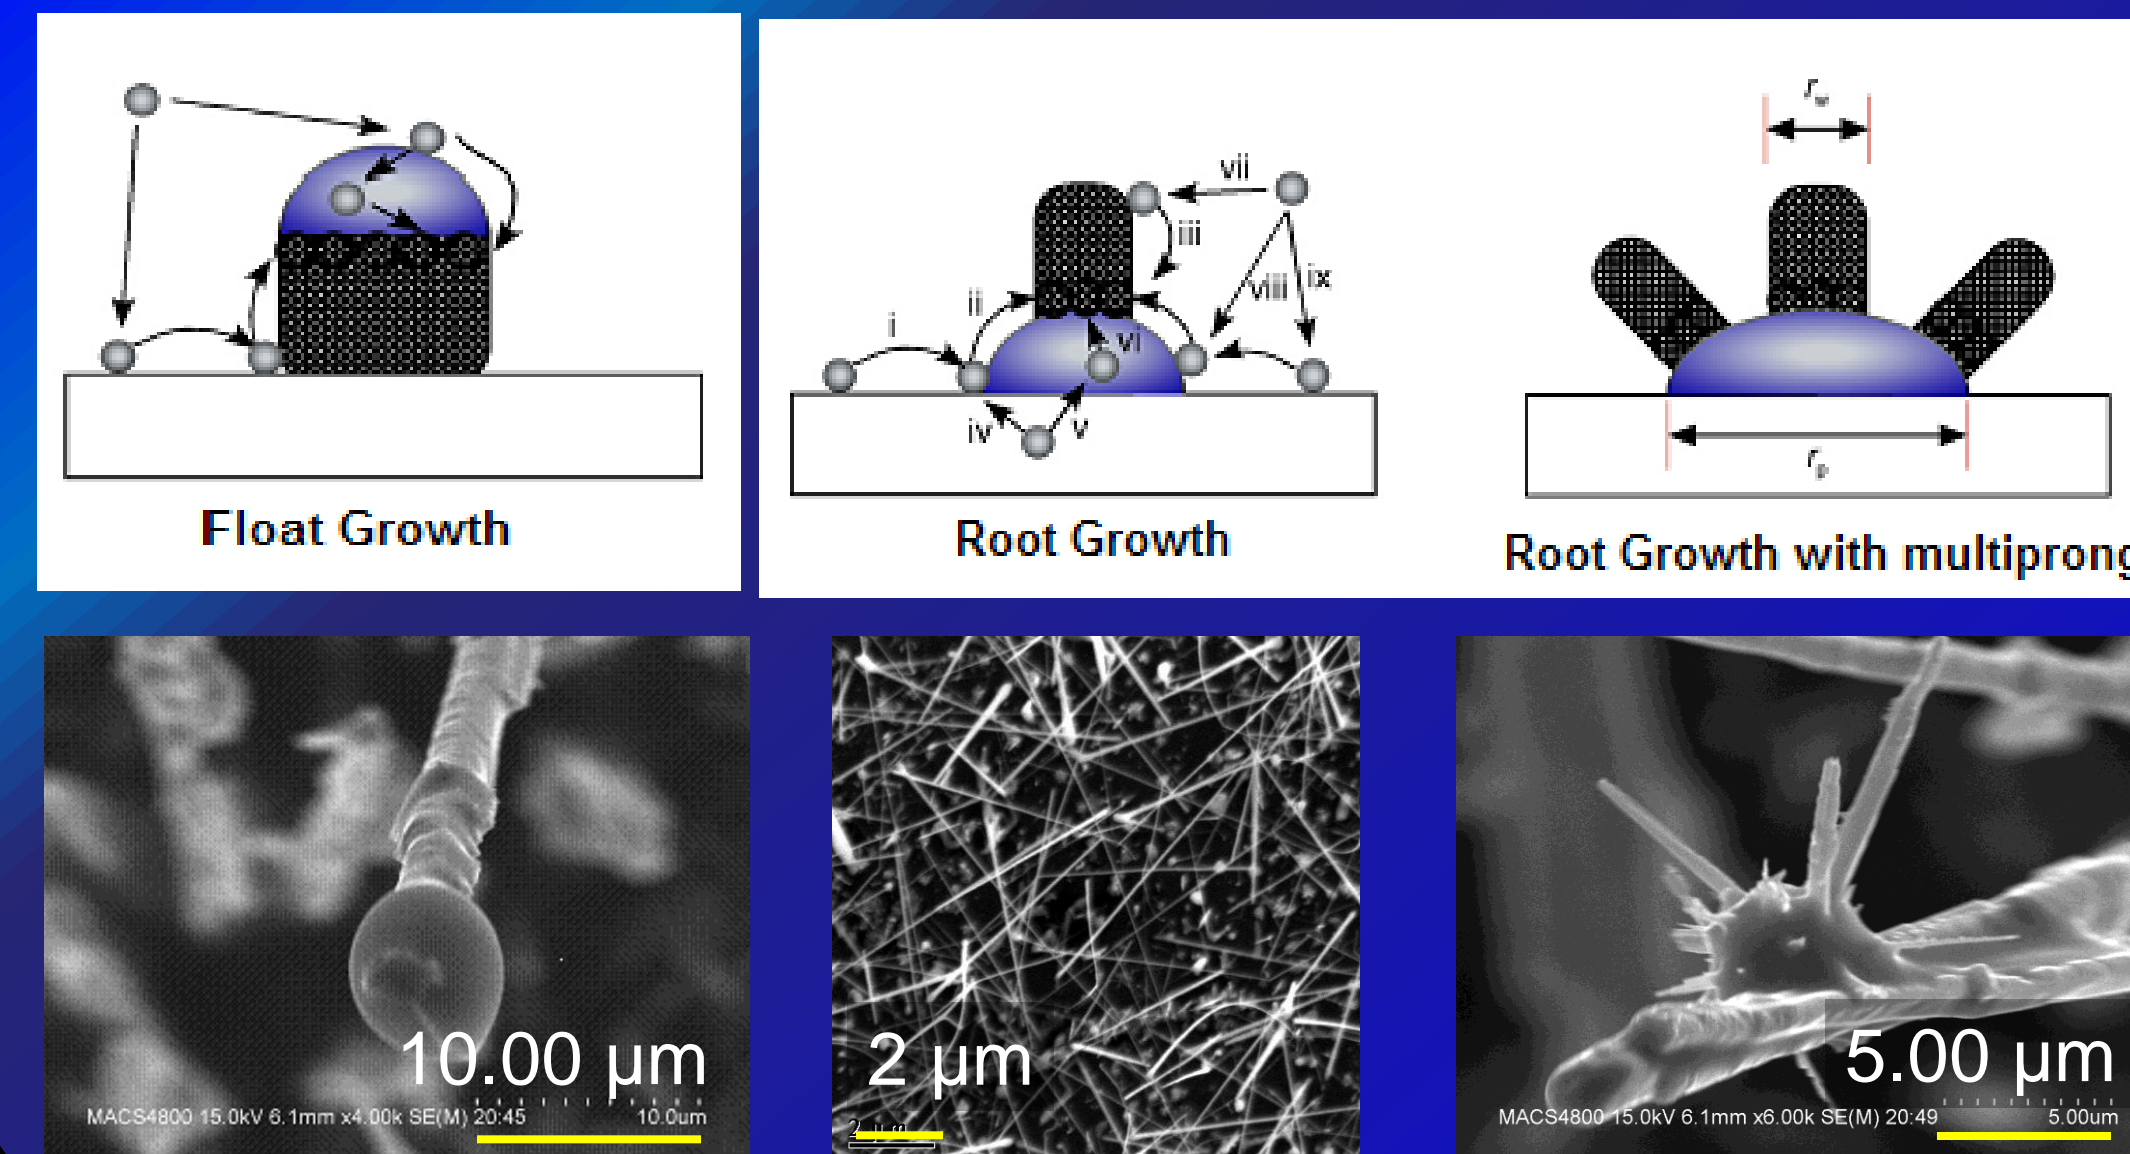 vii
iii
viii
ix
i
ii
vi
iv
v
r
w
r
p
Float Growth
Root Growth
Root Growth with multiprong
10.00 µm
MACS4800 15.0kV 6.1mm x4.00k SE(M) 20:45
10.0um
2 µm
2 µm
5.00 µm
MACS4800 15.0kV 6.1mm x6.00k SE(M) 20:49
5.00um